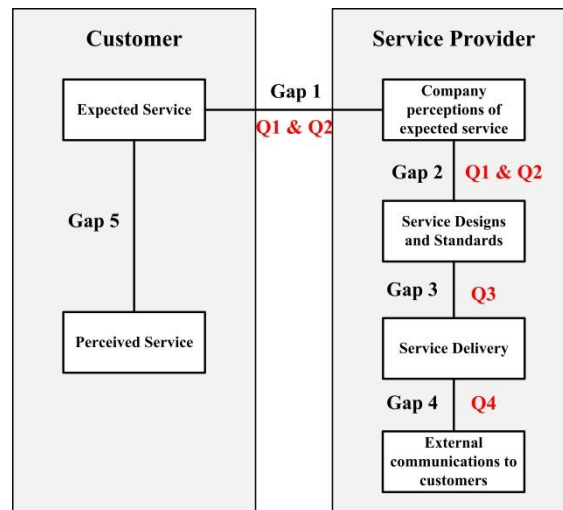 Customer
Service Provider
Gap 1
Expected Service
Company
perceptions of
expected service
Q1 & Q2
Gap 2
Q1 & Q2
Gap 5
Service Designs
and Standards
Gap 3
Q3
Perceived Service
Service Delivery
Gap 4
Q4
External
communications to
customers